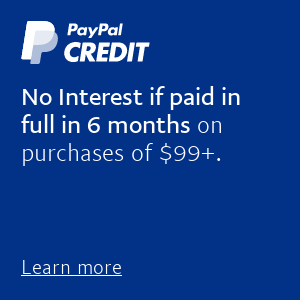 PayPal
CREDIT
No Interest if paid in
full in 6 months on
purchases of $99+.
Learn more